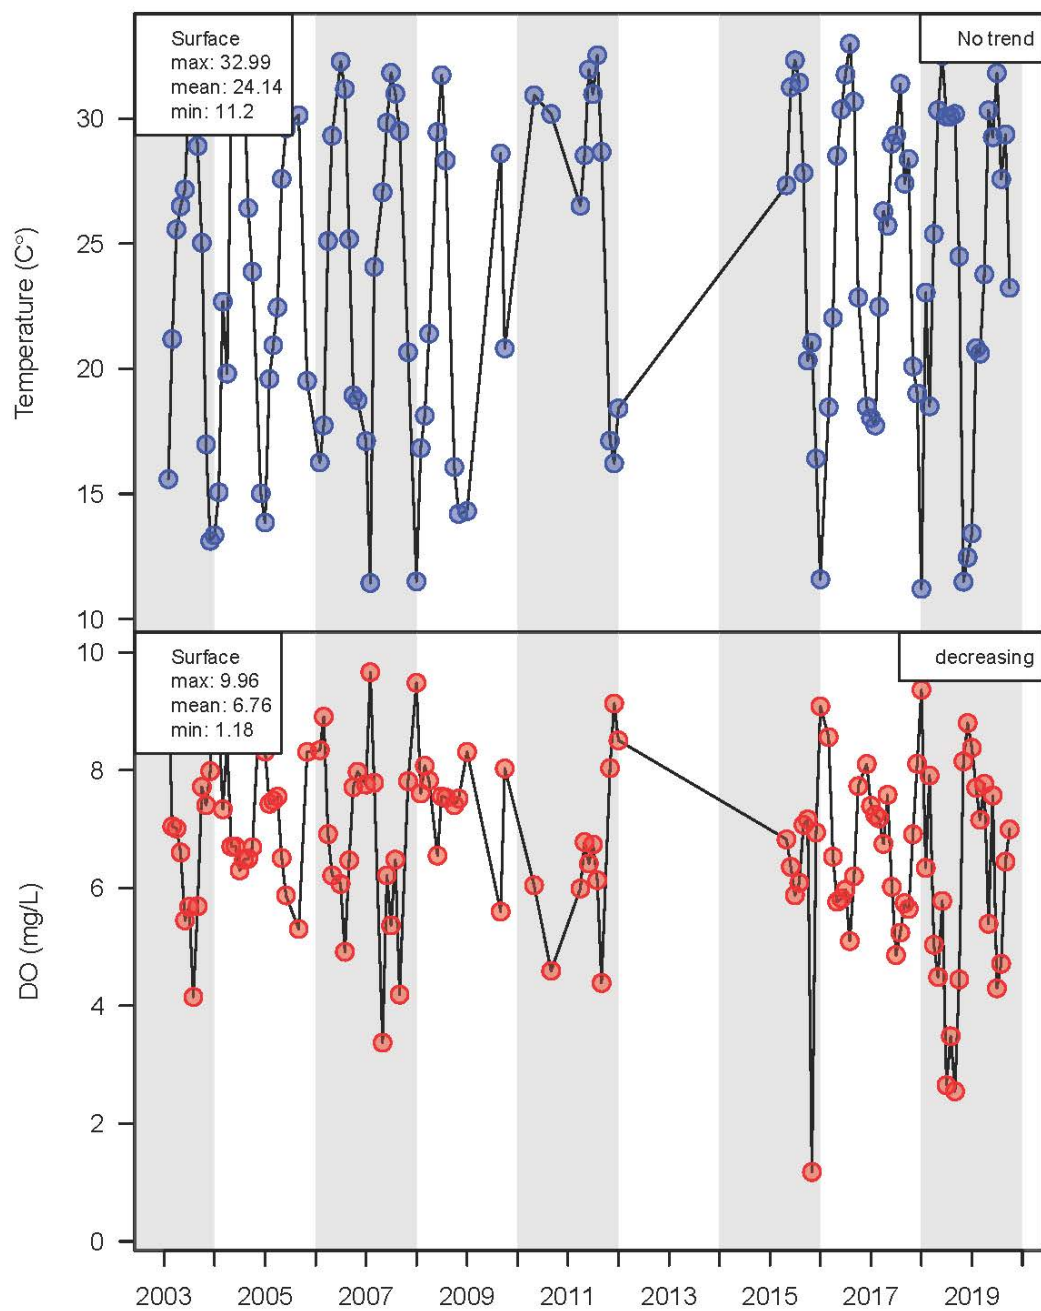 Surface
max: 32.99
mean: 24.14
min: 11.2
No trend
30
25
20
15
10
Temperature (C°)
Surface
max: 9.96
mean: 6.76
min: 1.18
decreasing
10
8
6
4
2
0
DO (mg/L)
2003 2005 2007 2009 2011 2013 2015 2017 2019